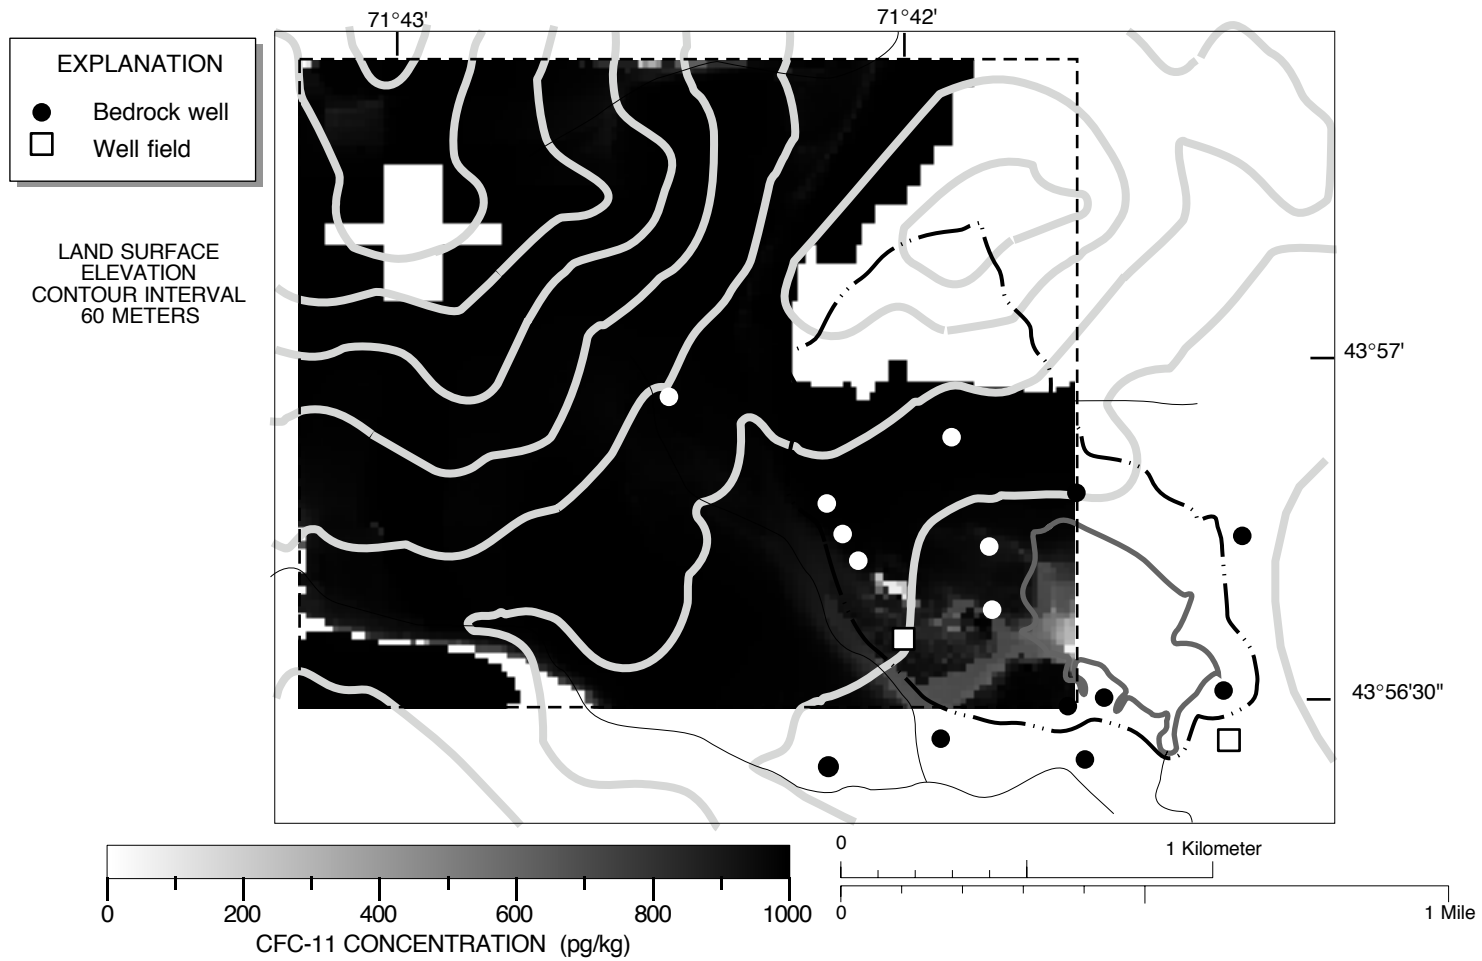 71°43'
71°42'
EXPLANATION
Bedrock well
Well field
LAND SURFACE
ELEVATION
CONTOUR INTERVAL
60 METERS
43°57'
43°56'30"
0 200 400 600 800 1000
CFC-11 CONCENTRATION (pg/kg)
0 1 Kilometer
0 1 Mile